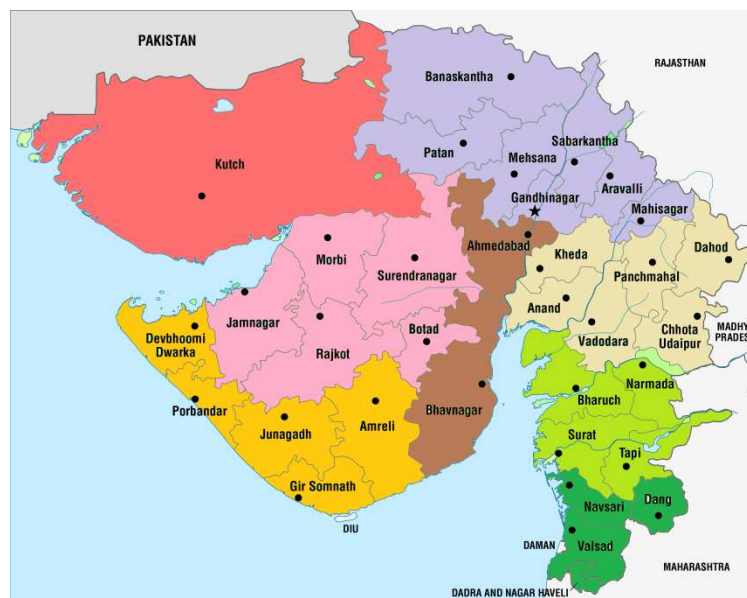 PAKISTAN
RAJASTHAN
Banaskantha
Patan
Mehsana
Sabarkantha
Kutch
Gandhinagar
Aravalli
Mahisagar
Ahmedabad
Morbi
Surendranagar
Kheda
Panchmahal
Dahod
Anand
Jamnagar
Devbhoomi
Dwarka
Rajkot
Botad
Vadodara
Chhota
Udaipur
MADHY
PRADES
Narmada
Porbandar
Junagadh
Amreli
Bhavnagar
Bharuch
Surat
Tapi
Gir Somnath
Navsari
Dang
DIU
DAMAN
Valsad
MAHARASHTRA
DADRA AND NAGAR HAVELI